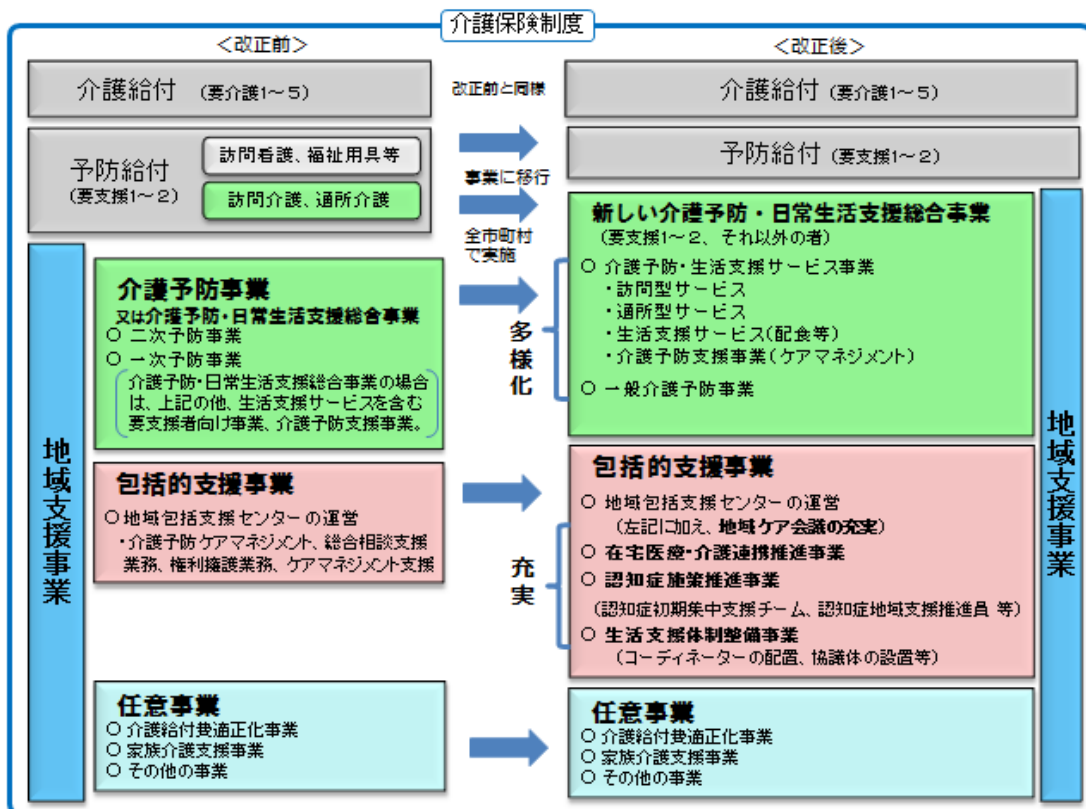 介護保険制度
<改正前>
介護給付 (要介護1～5)
予防給付
(要支援1～2)
訪問看護、福祉用具等
訪問介護、通所介護
地域支援事業
介護予防事業
又は介護予防・日常生活支援総合事業
○ 二次予防事業
○ 一次予防事業
介護予防・日常生活支援総合事業の場合
は、上記の他、生活支援サービスを含む
要支援者向け事業、介護予防支援事業。
包括的支援事業
○地域包括支援センターの運営
・介護予防ケアマネジメント、総合相談支援
業務、権利擁護業務、ケアマネジメント支援
任意事業
○ 介護給付費適正化事業
○ 家族介護支援事業
○ その他の事業
改正前と同様
事業に移行
全市町村
で実施
多様化
充実
<改正後>
介護給付 (要介護1～5)
予防給付 (要支援1～2)
新しい介護予防・日常生活支援総合事業
(要支援1～2、それ以外の者)
○ 介護予防・生活支援サービス事業
・訪問型サービス
・通所型サービス
・生活支援サービス(配食等)
・介護予防支援事業(ケアマネジメント)
○ 一般介護予防事業
包括的支援事業
○ 地域包括支援センターの運営
(左記に加え、地域ケア会議の充実)
○ 在宅医療・介護連携推進事業
○ 認知症施策推進事業
(認知症初期集中支援チーム、認知症地域支援推進員 等)
○ 生活支援体制整備事業
(コーディネーターの配置、協議体の設置等)
任意事業
○ 介護給付費適正化事業
○ 家族介護支援事業
○ その他の事業
地域支援事業